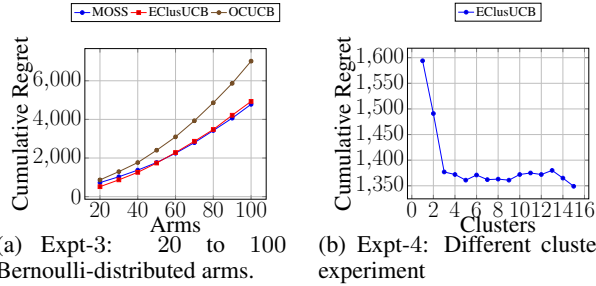 MOSS EClusUCB OCUCB
Cumulative Regret
6,000
4,000
2,000
0
20 40 60 80 100
Arms
(a) Expt-3: 20 to 100
Bernoulli-distributed arms.
EClusUCB
Cumulative Regret
1,600
1,550
1,500
1,450
1,400
1,350
0 2 4 6 8 10 12 14 16
Clusters
(b) Expt-4: Different cluste
experiment